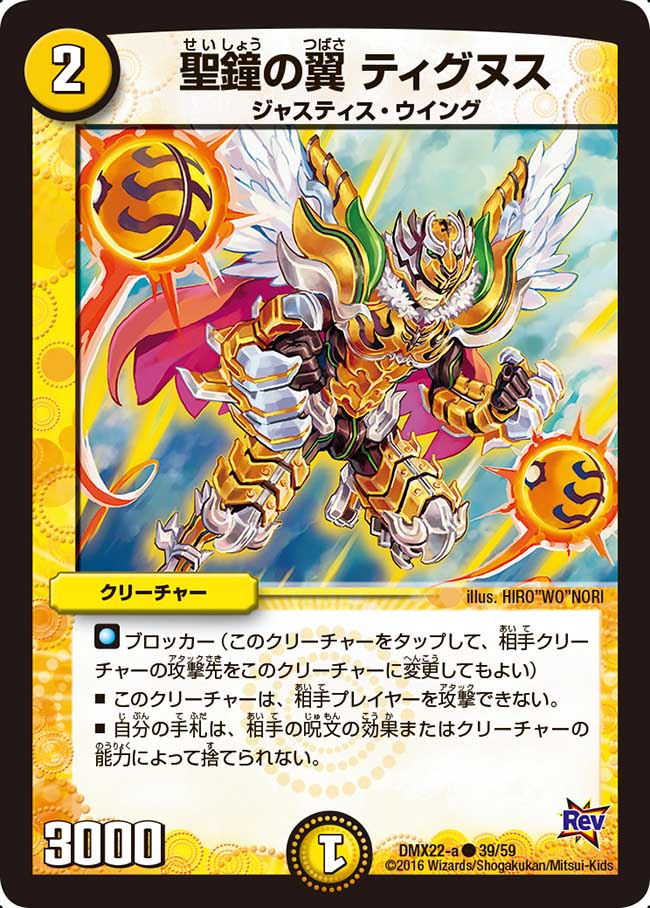 2
せいしょう つばさ
聖鐘の翼 ティグヌス
ジャスティス・ウイング
クリーチャー
illus. HIRO"WO"NORI
ブロッカー（このクリーチャーをタップして、相手クリー
チャーの攻撃先をこのクリーチャーに変更してもよい）
■ このクリーチャーは、相手プレイヤーを攻撃できない。
■ 自分の手札は、相手の呪文の効果またはクリーチャーの
能力によって捨てられない。
3000
1
Rev
DMX22-a●39/59
©2016 Wizards/Shogakukan/Mitsui-Kids